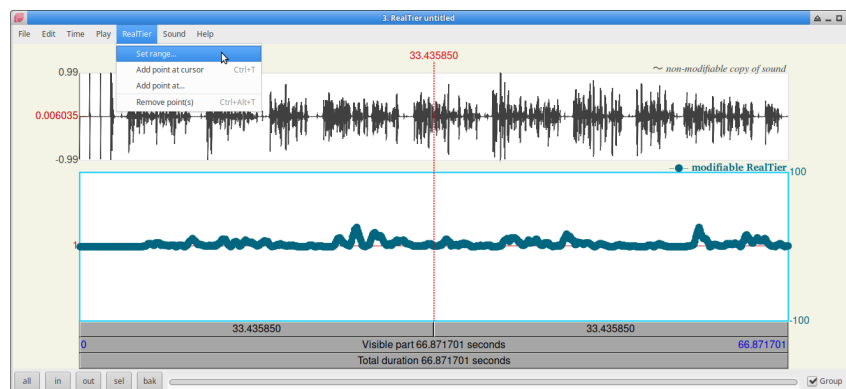 3. RealTier untitled
File Edit Time Play RealTier Sound Help
Set range...
Add point at cursor Ctrl+T
Add point at...
Remove point(s) Ctrl+Alt+T
33.435850
0.99
~ non-modifiable copy of sound
0.006035
-0.99
modifiable RealTier
100
1
-100
33.435850 33.435850
0 Visible part 66.871701 seconds 66.871701
Total duration 66.871701 seconds
all in out sel bak Group